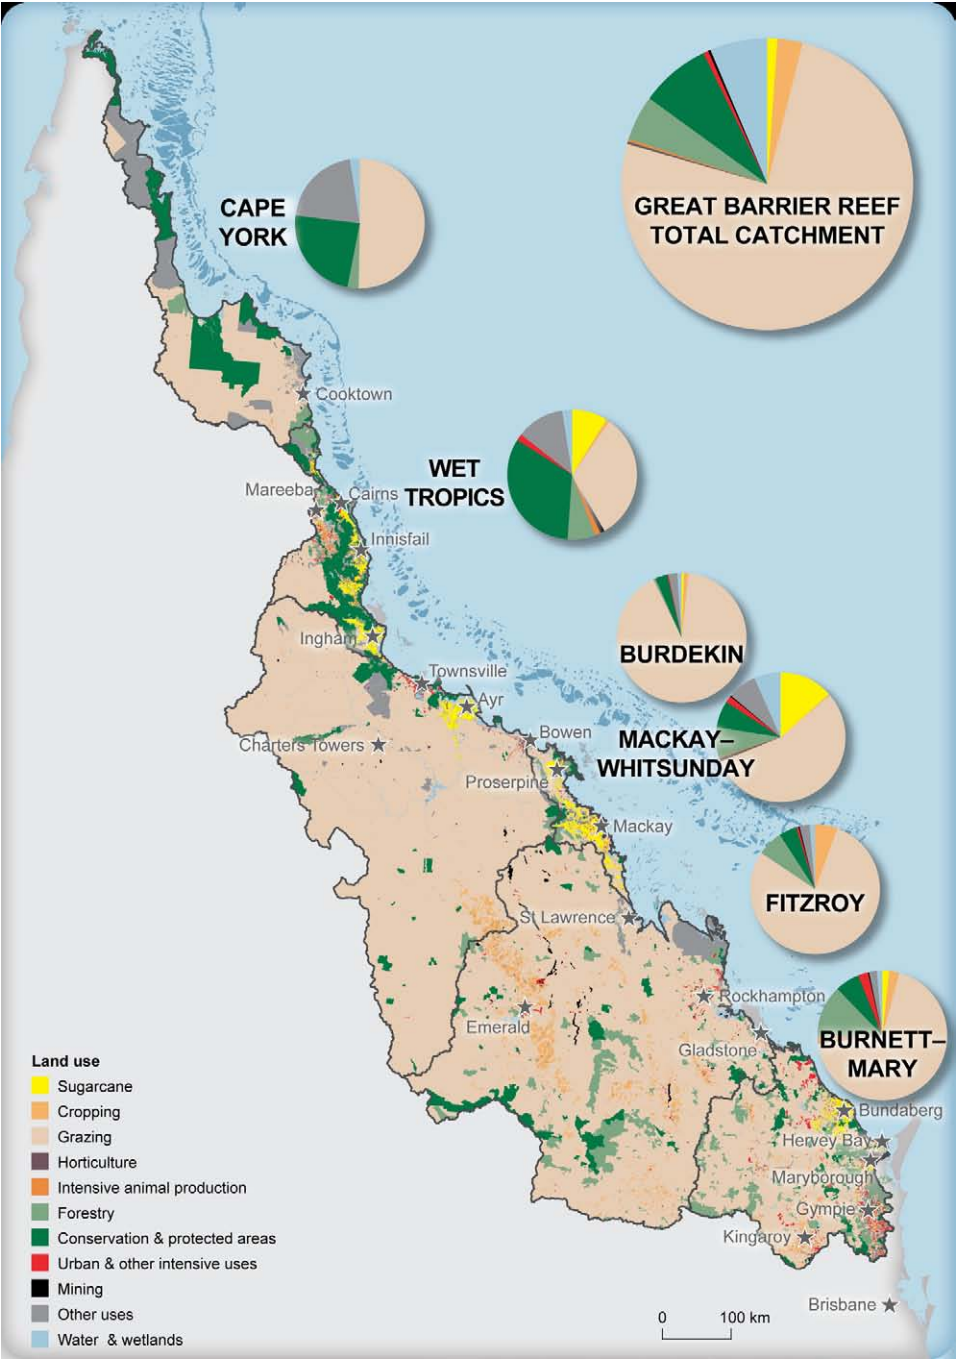 GREAT BARRIER REEF
TOTAL CATCHMENT
CAPE
YORK
Cooktown
WET
TROPICS
Mareeba
Cairns
Innisfail
Ingham
BURDEKIN
Townsville
Ayr
Charters Towers
Bowen
MACKAY–
WHITSUNDAY
Proserpine
Mackay
FITZROY
St Lawrence
Rockhampton
Emerald
Gladstone
BURNETT–
MARY
Bundaberg
Hervey Bay
Maryborough
Gympie
Kingaroy
Brisbane
Land use
Sugarcane
Cropping
Grazing
Horticulture
Intensive animal production
Forestry
Conservation & protected areas
Urban & other intensive uses
Mining
Other uses
Water & wetlands
0 100 km